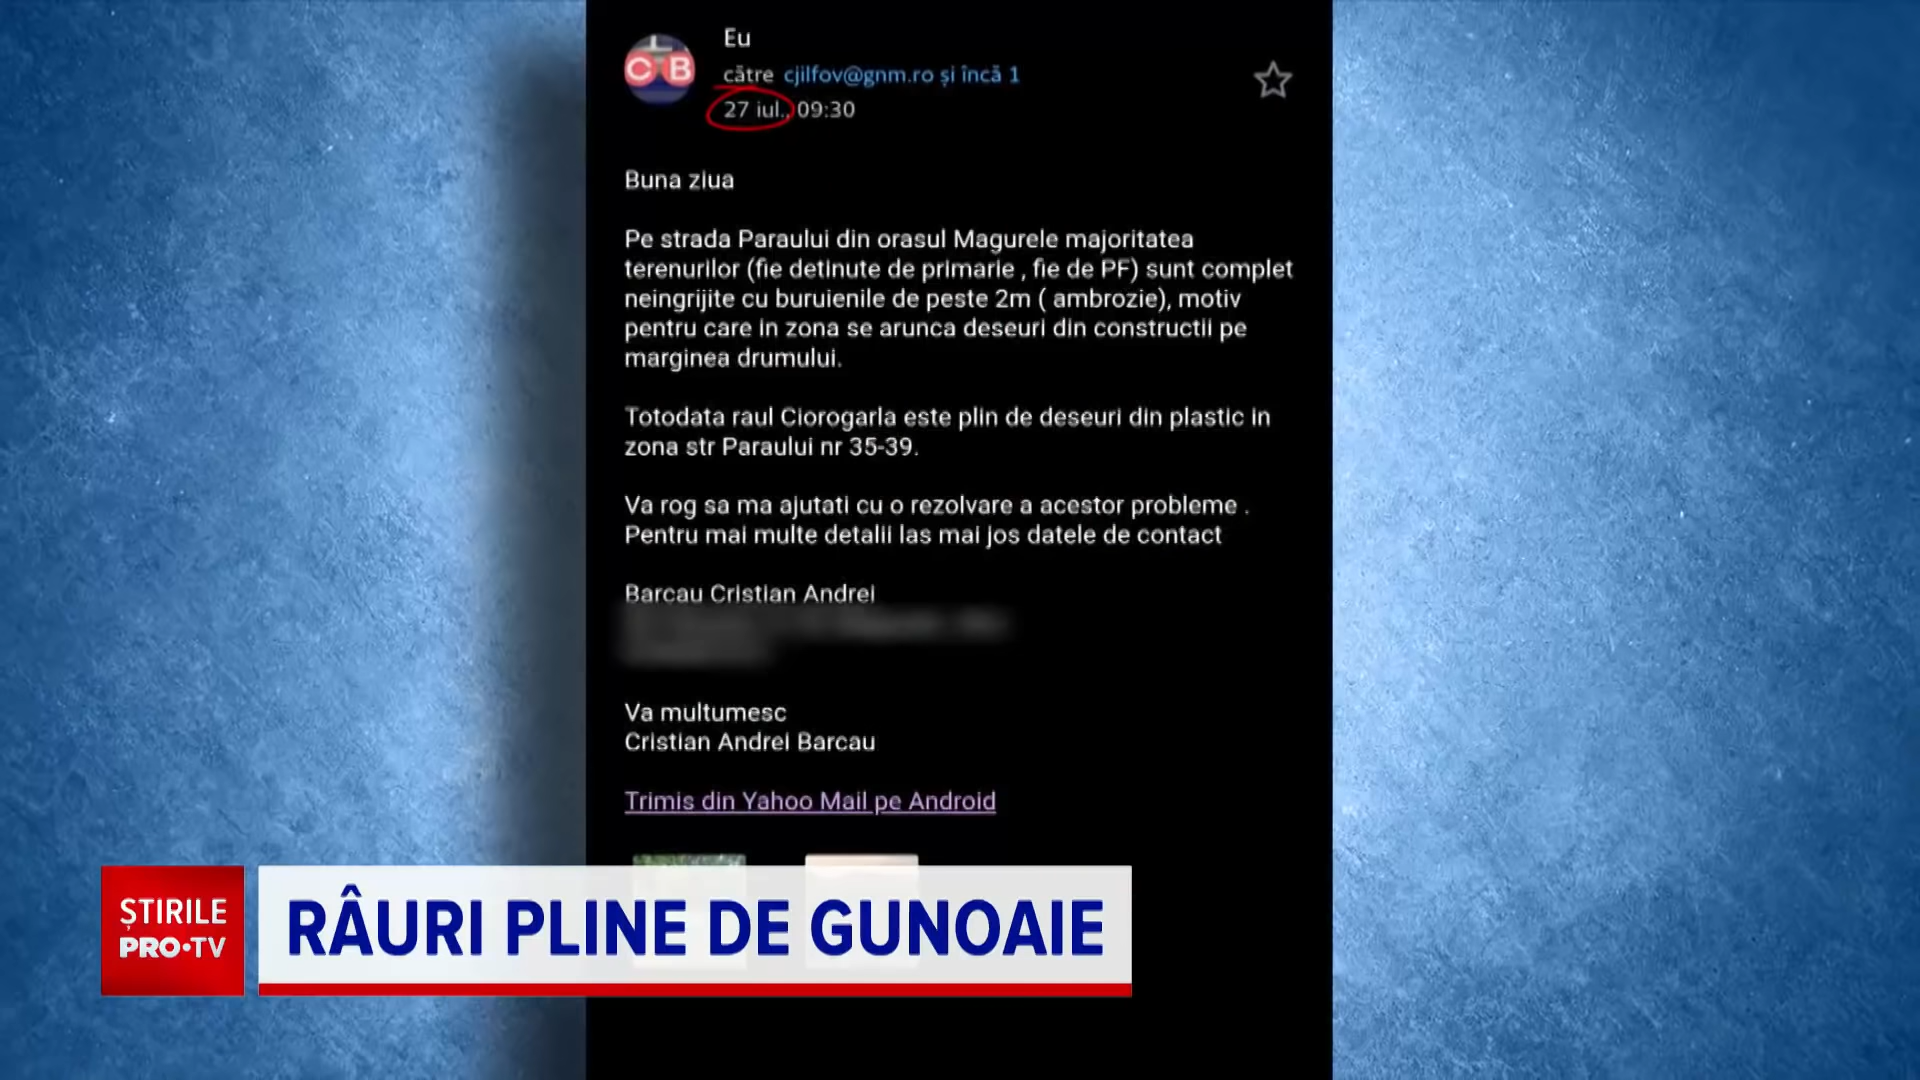 Eu
către cjilfov@gnm.ro și încă 1
27 iul., 09:30
C B
Buna ziua
Pe strada Paraului din orasul Magurele majoritatea
terenurilor (fie detinute de primarie , fie de PF) sunt complet
neingrijite cu buruienile de peste 2m ( ambrozie), motiv
pentru care in zona se arunca deseuri din constructii pe
marginea drumului.
Totodata raul Ciorogarla este plin de deseuri din plastic in
zona str Paraului nr 35-39.
Va rog sa ma ajutati cu o rezolvare a acestor probleme .
Pentru mai multe detalii las mai jos datele de contact
Barcau Cristian Andrei
Va multumesc
Cristian Andrei Barcau
Trimis din Yahoo Mail pe Android
ȘTIRILE
PRO•TV
RÂURI PLINE DE GUNOAIE